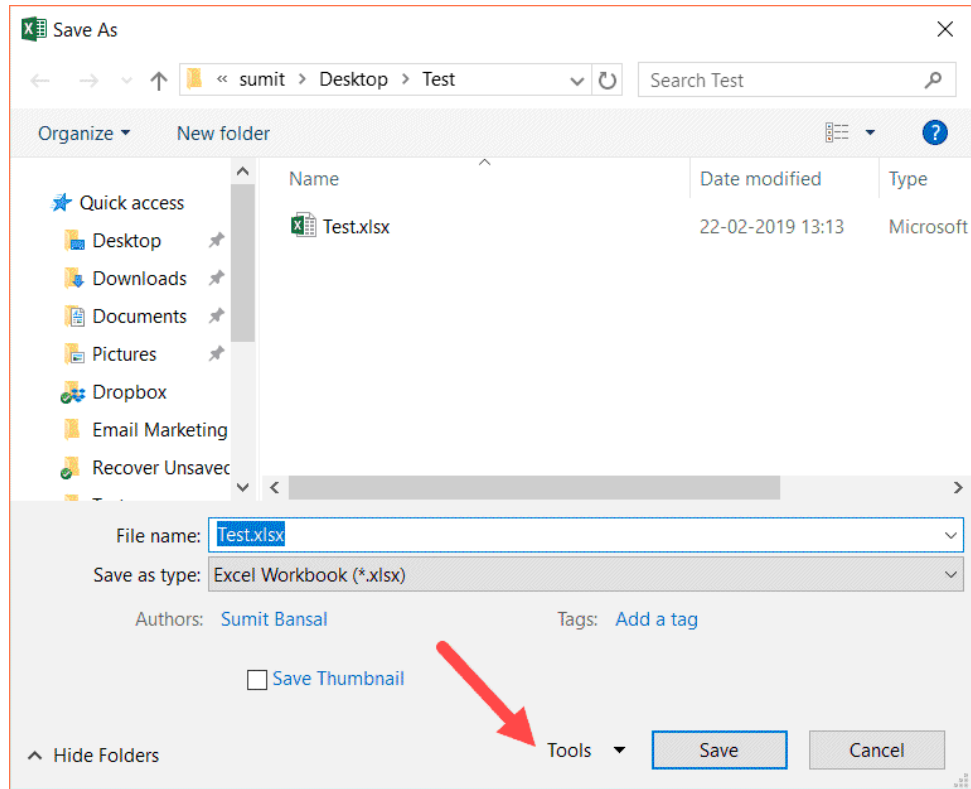 Save As
« sumit > Desktop > Test
Search Test
Organize
New folder
?
Name
Date modified
Type
Quick access
Desktop
Downloads
Documents
Pictures
Dropbox
Email Marketing
Recover Unsaved
Test.xlsx
22-02-2019 13:13
Microsoft
File name:
Test.xlsx
Save as type:
Excel Workbook (*.xlsx)
Authors:
Sumit Bansal
Tags:
Add a tag
Save Thumbnail
Hide Folders
Tools
Save
Cancel